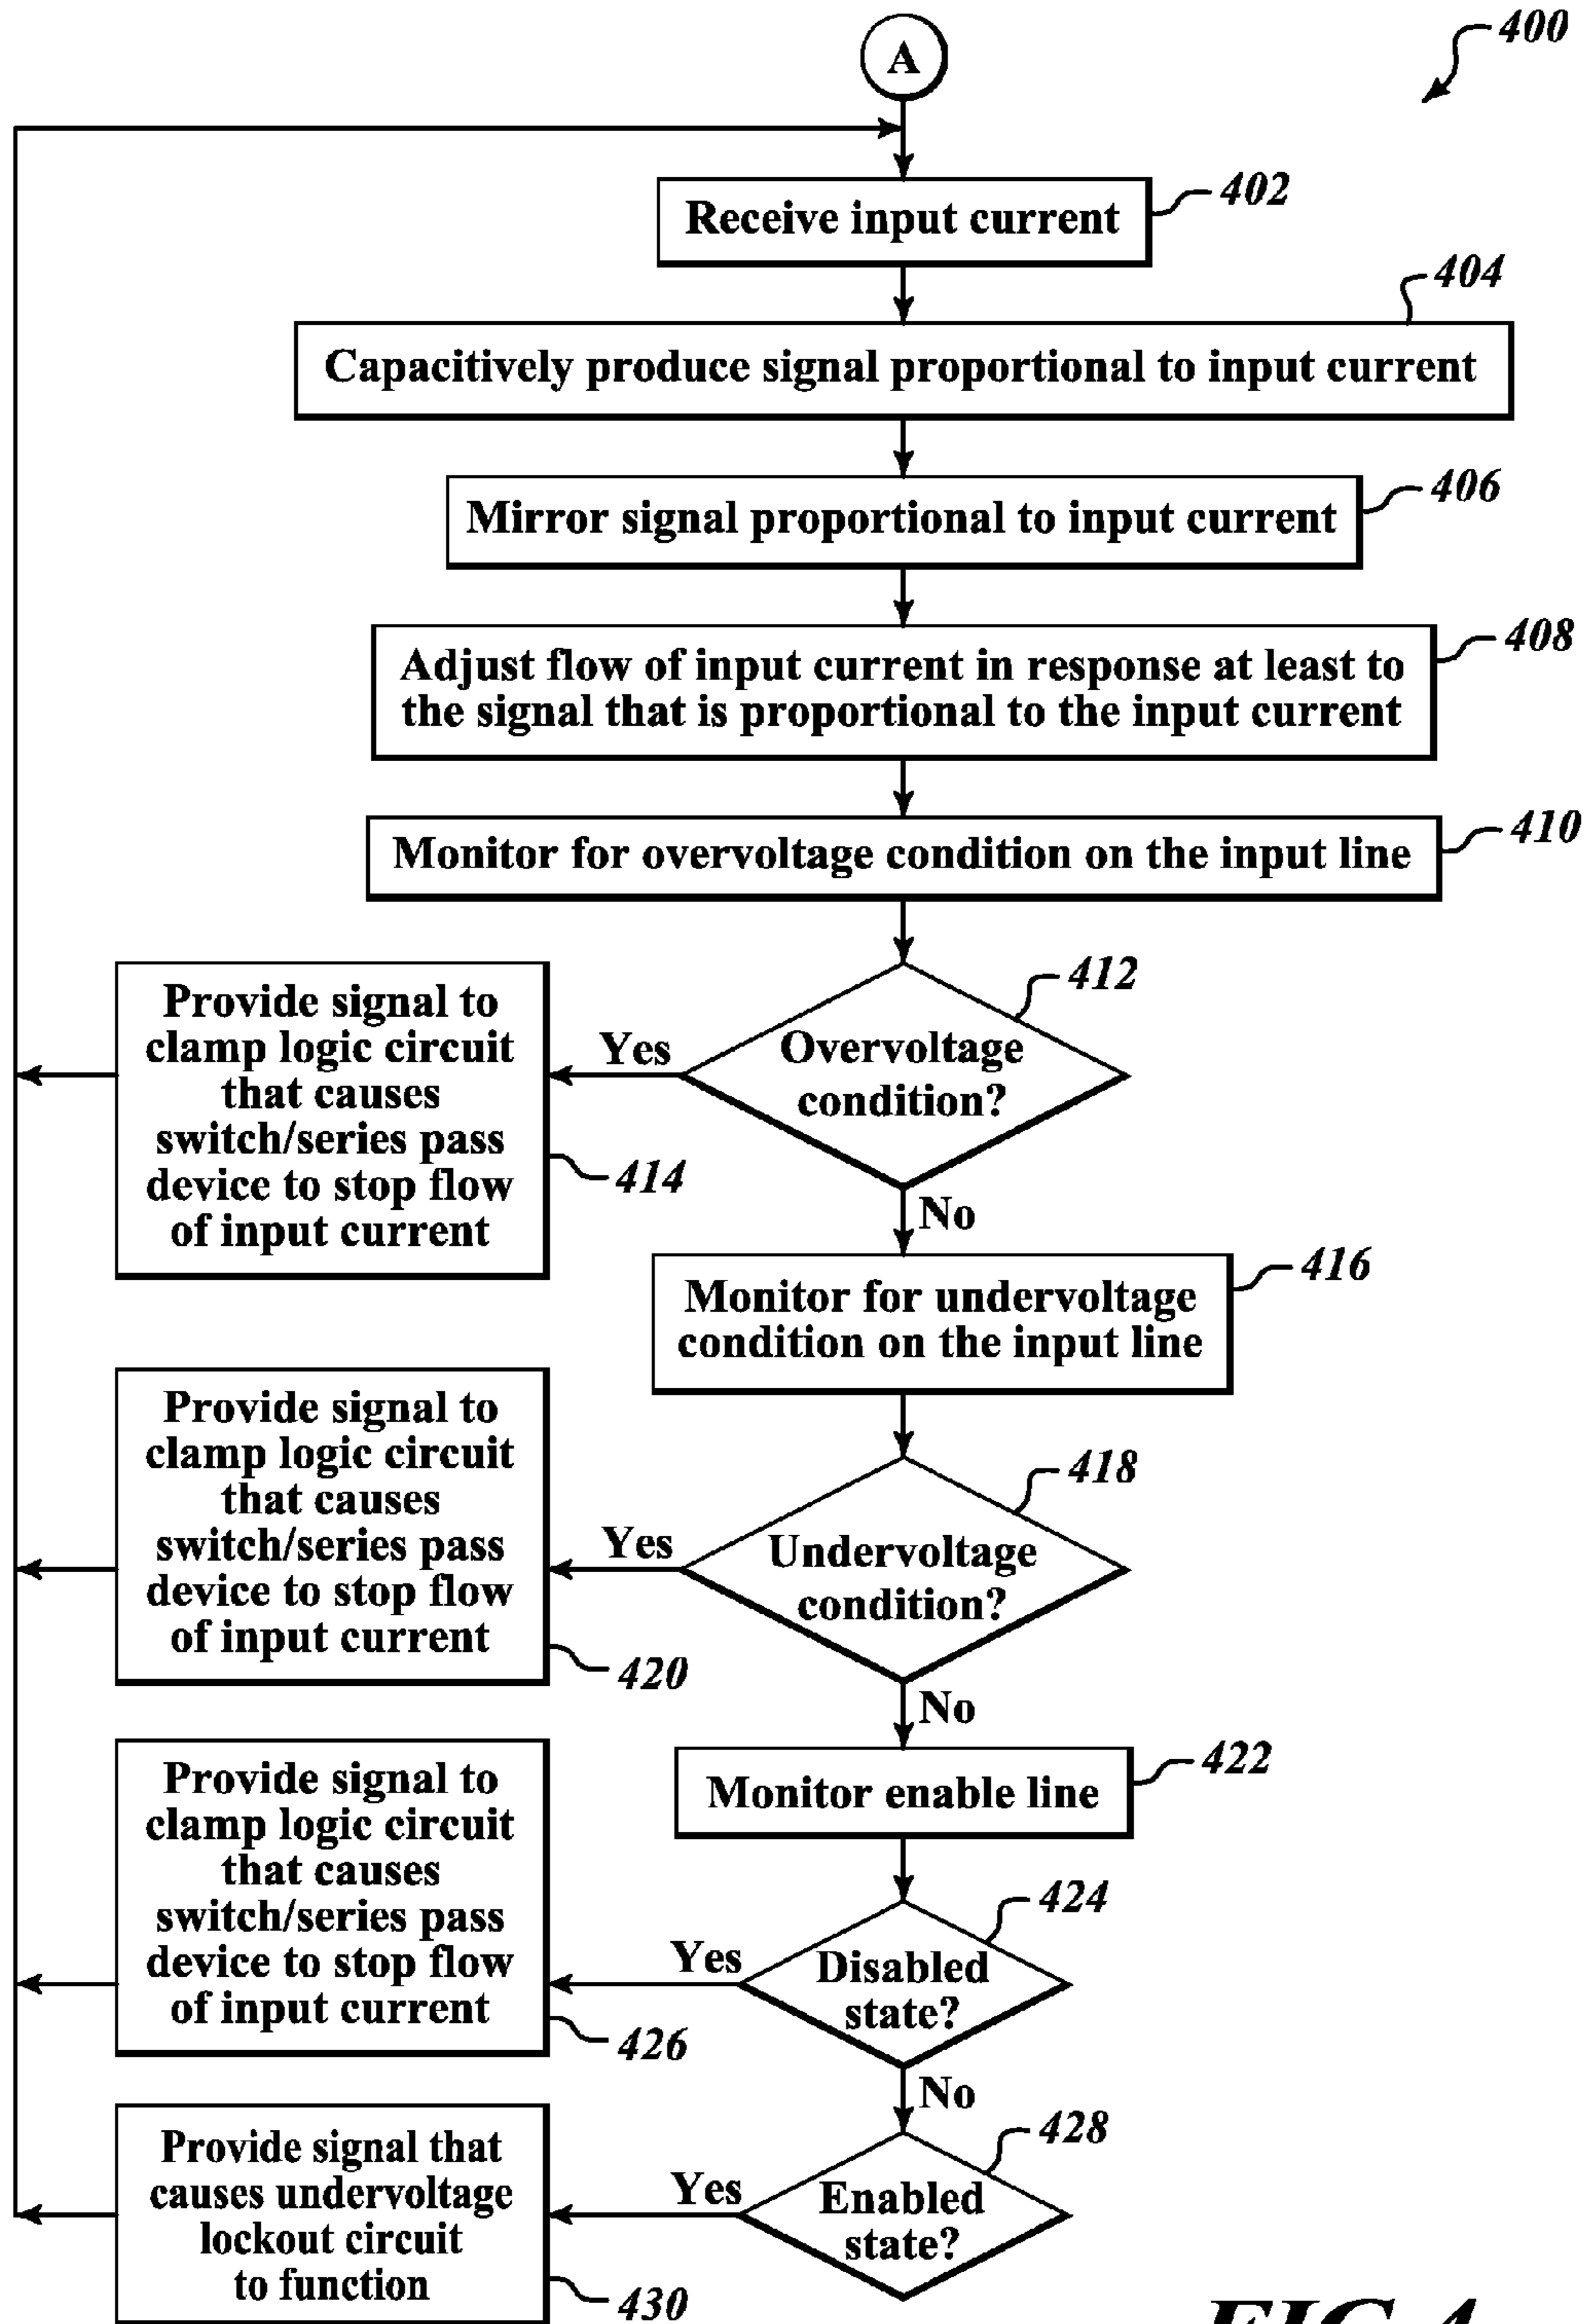 400
A
402
Receive input current
404
Capacitively produce signal proportional to input current
406
Mirror signal proportional to input current
408
Adjust flow of input current in response at least to
the signal that is proportional to the input current
410
Monitor for overvoltage condition on the input line
412
Overvoltage
condition?
Yes
Provide signal to
clamp logic circuit
that causes
switch/series pass
device to stop flow
of input current
414
No
416
Monitor for undervoltage
condition on the input line
418
Undervoltage
condition?
Yes
Provide signal to
clamp logic circuit
that causes
switch/series pass
device to stop flow
of input current
420
No
422
Monitor enable line
424
Disabled
state?
Yes
Provide signal to
clamp logic circuit
that causes
switch/series pass
device to stop flow
of input current
426
No
428
Enabled
state?
Yes
Provide signal that
causes undervoltage
lockout circuit
to function
430